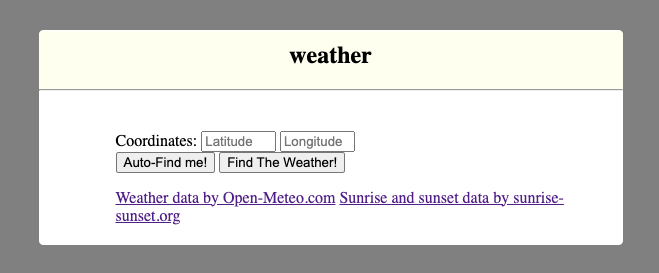 weather
Coordinates: Latitude Longitude
Auto-Find me! Find The Weather!
Weather data by Open-Meteo.com Sunrise and sunset data by sunrise-
sunset.org